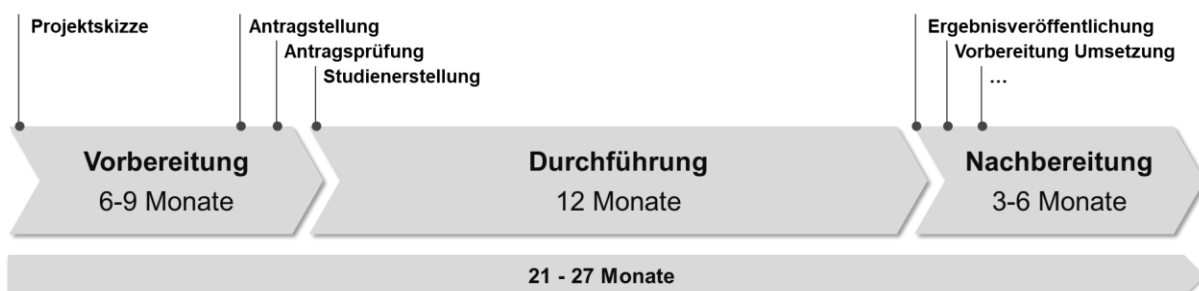 Projektskizze
Antragstellung
Antragsprüfung
Studienerstellung
Ergebnisveröffentlichung
Vorbereitung Umsetzung
...
Vorbereitung
6-9 Monate
Durchführung
12 Monate
Nachbereitung
3-6 Monate
21 - 27 Monate